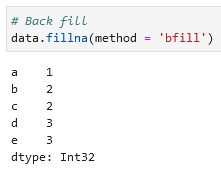 # Back fill
data.fillna(method = 'bfill')
a    1
b    2
c    2
d    3
e    3
dtype: Int32